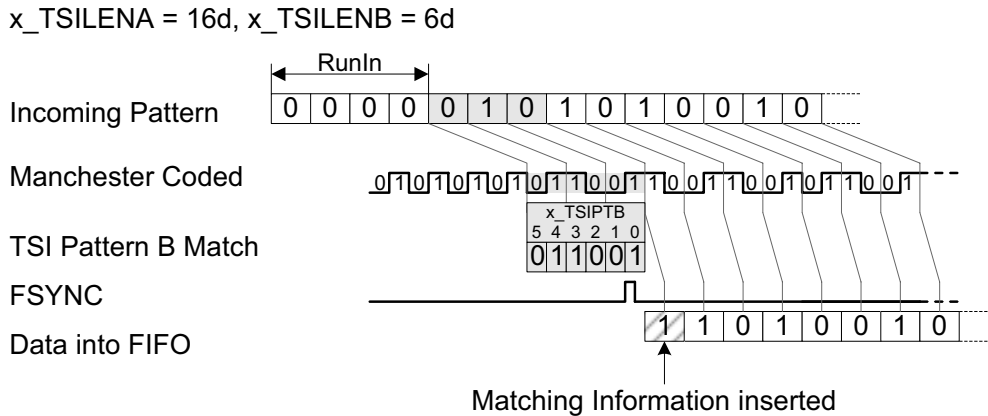 x_TSILENA = 16d, x_TSILENB = 6d
RunIn
Incoming Pattern 0 0 0 0 0 1 0 1 0 1 0 0 1 0
Manchester Coded 0 1 0 1 0 1 0 1 0 1 1 0 0 1 1 0 0 1 1 0 0 1 0 1 1 0 0 1
x_TSIPTB
5 4 3 2 1 0
TSI Pattern B Match 0 1 1 0 0 1
FSYNC
Data into FIFO 1 1 0 1 0 0 1 0
Matching Information inserted